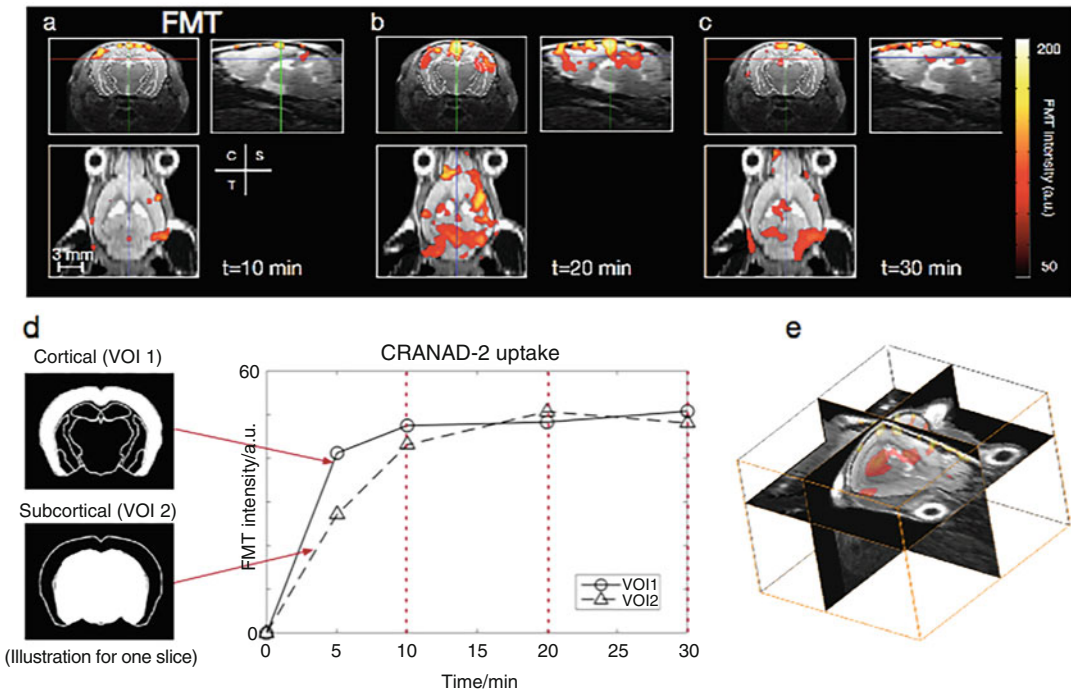 a
FMT
b
c
C S
T
3 mm
t=10 min
t=20 min
t=30 min
200
FMT Intensity (a.u.)
50
d
Cortical (VOI 1)
Subcortical (VOI 2)
(Illustration for one slice)
CRANAD-2 uptake
60
FMT intensity/a.u.
0
VOI1
VOI2
0 5 10 15 20 25 30
Time/min
e